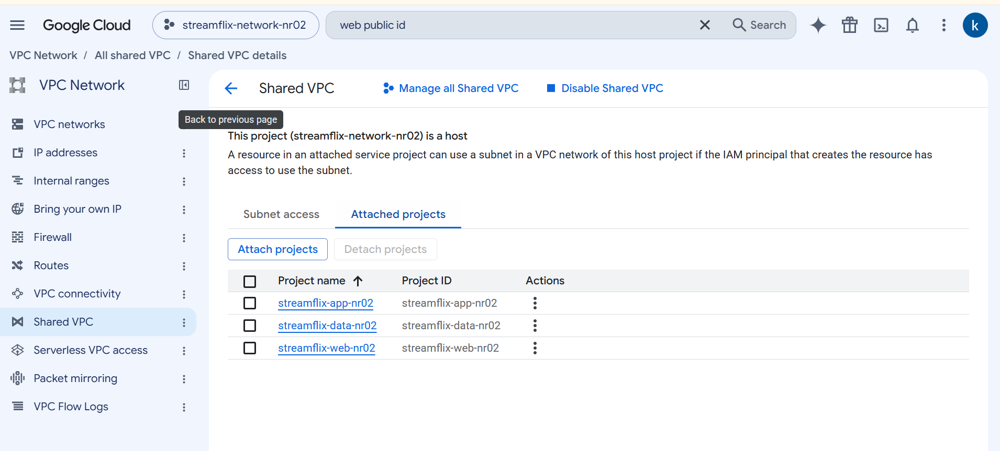 Google Cloud
streamflix-network-nr02
web public id
Search
k
VPC Network / All shared VPC / Shared VPC details
VPC Network
VPC networks
IP addresses
Internal ranges
Bring your own IP
Firewall
Routes
VPC connectivity
Shared VPC
Serverless VPC access
Packet mirroring
VPC Flow Logs
Shared VPC
Manage all Shared VPC
Disable Shared VPC
Back to previous page
This project (streamflix-network-nr02) is a host
A resource in an attached service project can use a subnet in a VPC network of this host project if the IAM principal that creates the resource has
access to use the subnet.
Subnet access
Attached projects
Attach projects
Detach projects
Project name Project ID Actions
streamflix-app-nr02 streamflix-app-nr02
streamflix-data-nr02 streamflix-data-nr02
streamflix-web-nr02 streamflix-web-nr02